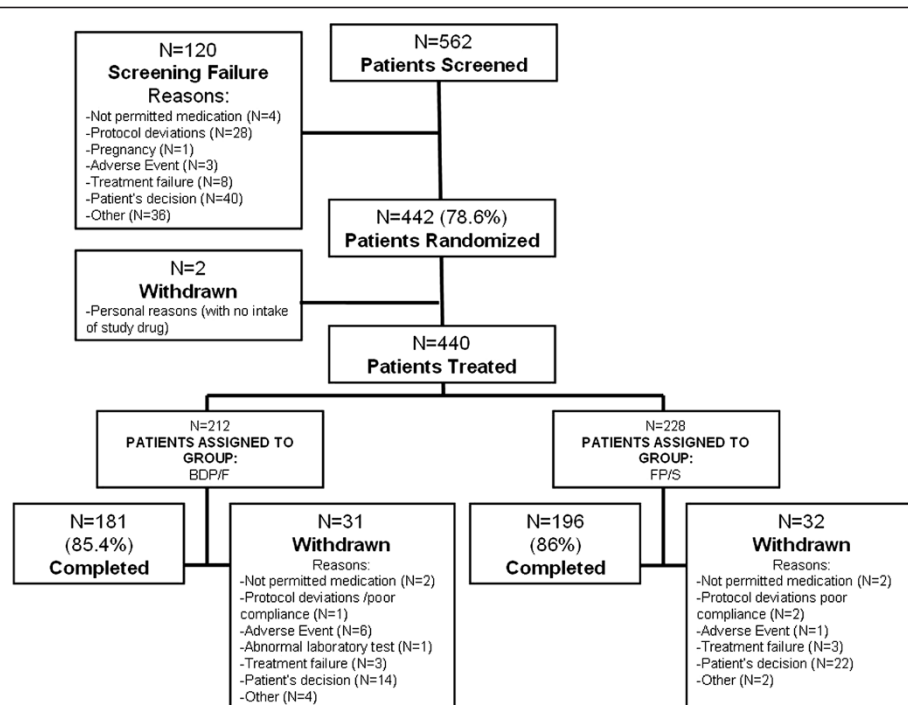 N=562
Patients Screened
N=120
Screening Failure
Reasons:
-Not permitted medication (N=4)
-Protocol deviations (N=28)
-Pregnancy (N=1)
-Adverse Event (N=3)
-Treatment failure (N=8)
-Patient's decision (N=40)
-Other (N=36)
N=442 (78.6%)
Patients Randomized
N=2
Withdrawn
-Personal reasons (with no intake
of study drug)
N=440
Patients Treated
N=212
PATIENTS ASSIGNED TO
GROUP:
BDP/F
N=228
PATIENTS ASSIGNED TO
GROUP:
FP/S
N=181
(85.4%)
Completed
N=31
Withdrawn
Reasons:
-Not permitted medication (N=2)
-Protocol deviations /poor
compliance (N=1)
-Adverse Event (N=6)
-Abnormal laboratory test (N=1)
-Treatment failure (N=3)
-Patient's decision (N=14)
-Other (N=4)
N=196
(86%)
Completed
N=32
Withdrawn
Reasons:
-Not permitted medication (N=2)
-Protocol deviations poor
compliance (N=2)
-Adverse Event (N=1)
-Treatment failure (N=3)
-Patient's decision (N=22)
-Other (N=2)